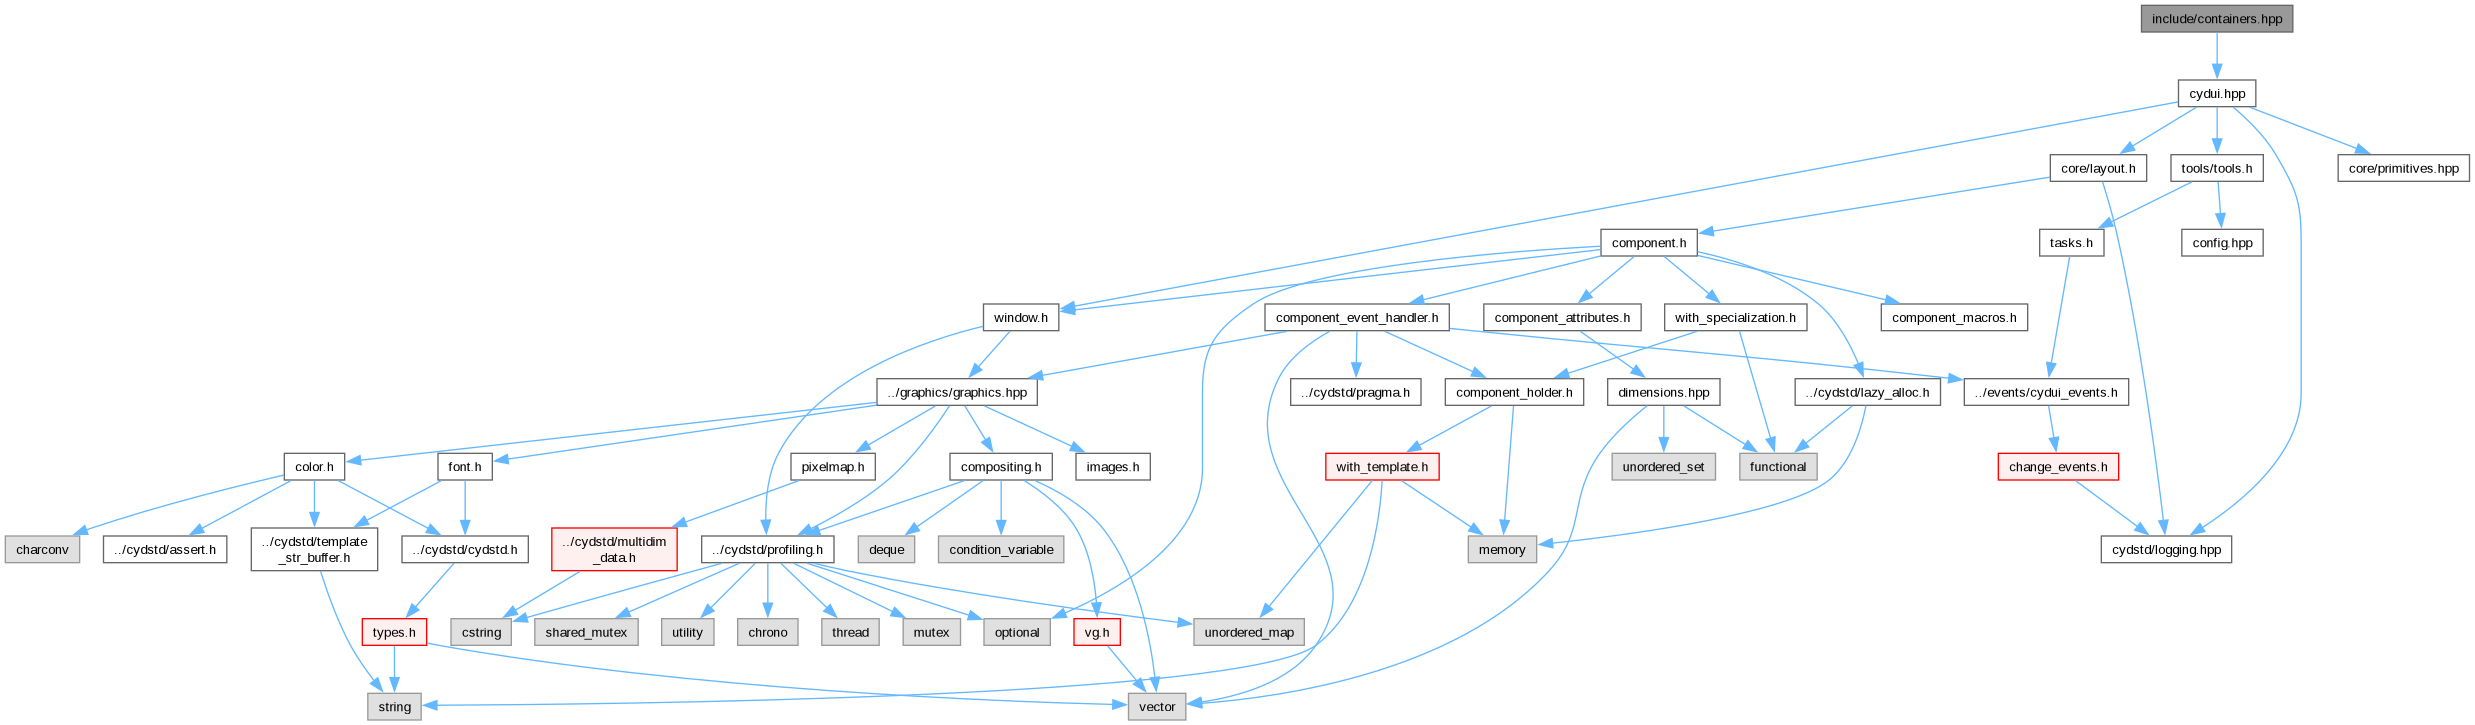 include/containers.hpp
cydui.hpp
core/layout.h
tools/tools.h
core/primitives.hpp
component.h
tasks.h
config.hpp
window.h
component_event_handler.h
component_attributes.h
with_specialization.h
component_macros.h
../graphics/graphics.hpp
../cydstd/pragma.h
component_holder.h
dimensions.hpp
../cydstd/lazy_alloc.h
../events/cydui_events.h
color.h
font.h
pixelmap.h
compositing.h
images.h
with_template.h
unordered_set
functional
change_events.h
charconv
../cydstd/assert.h
../cydstd/template
_str_buffer.h
../cydstd/cydstd.h
../cydstd/multidim
_data.h
../cydstd/profiling.h
deque
condition_variable
memory
cydstd/logging.hpp
types.h
cstring
shared_mutex
utility
chrono
thread
mutex
optional
vg.h
unordered_map
string
vector